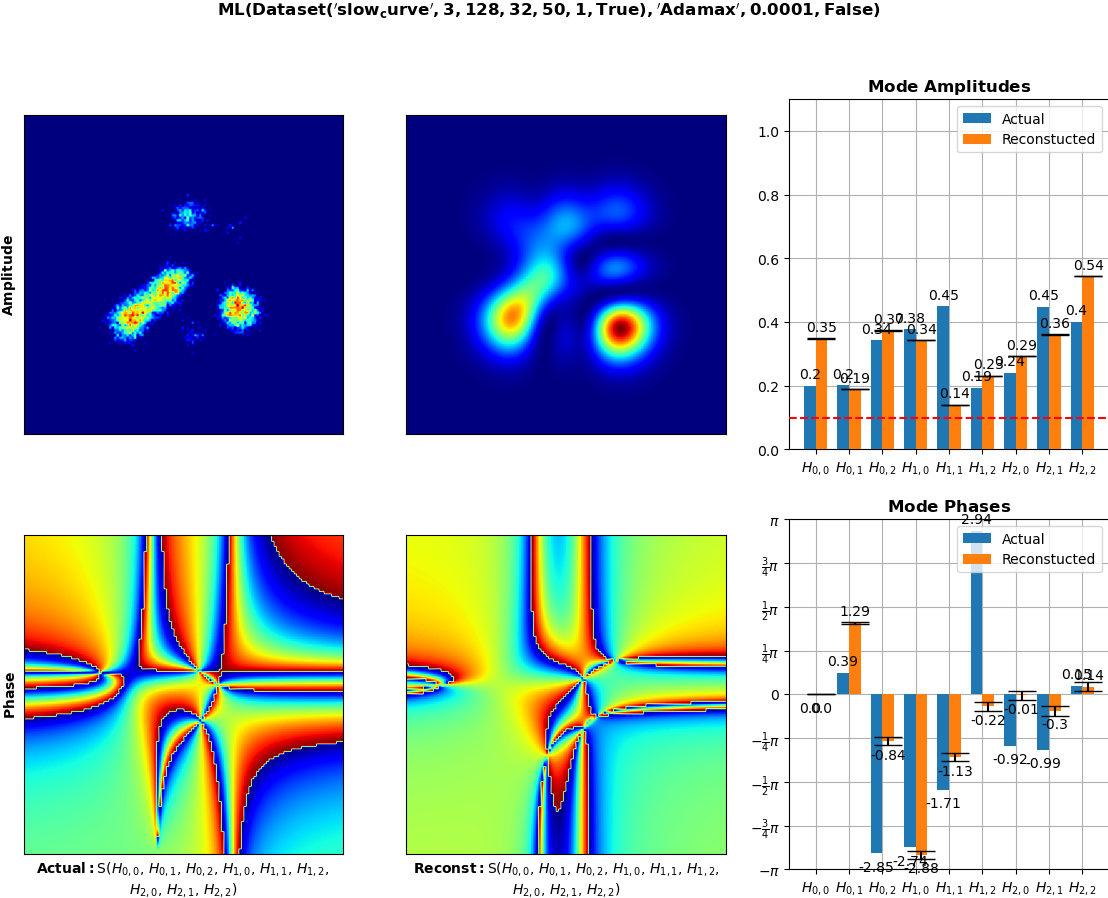 ML(Dataset('slow_curve', 3, 128, 32, 50, 1, True), 'Adamax', 0.0001, False)
Amplitude
Mode Amplitudes
Actual
Reconstucted
1.0
0.8
0.6
0.4
0.2
0.0
0.2
0.35
0.2
0.19
0.34
0.37
0.38
0.34
0.45
0.14
0.19
0.23
0.24
0.29
0.45
0.36
0.4
0.54
H0,0 H0,1 H0,2 H1,0 H1,1 H1,2 H2,0 H2,1 H2,2
Phase
Actual: S(H0,0, H0,1, H0,2, H1,0, H1,1, H1,2,
H2,0, H2,1, H2,2)
Reconst: S(H0,0, H0,1, H0,2, H1,0, H1,1, H1,2,
H2,0, H2,1, H2,2)
Mode Phases
Actual
Reconstucted
π
3/4π
1/2π
1/4π
0
−1/4π
−1/2π
−3/4π
−π
0.0
0.39
1.29
-2.85
-0.84
-2.88
-1.71
-1.13
2.94
-0.22
-0.92
-0.01
-0.99
-0.3
0.15
0.14
H0,0 H0,1 H0,2 H1,0 H1,1 H1,2 H2,0 H2,1 H2,2